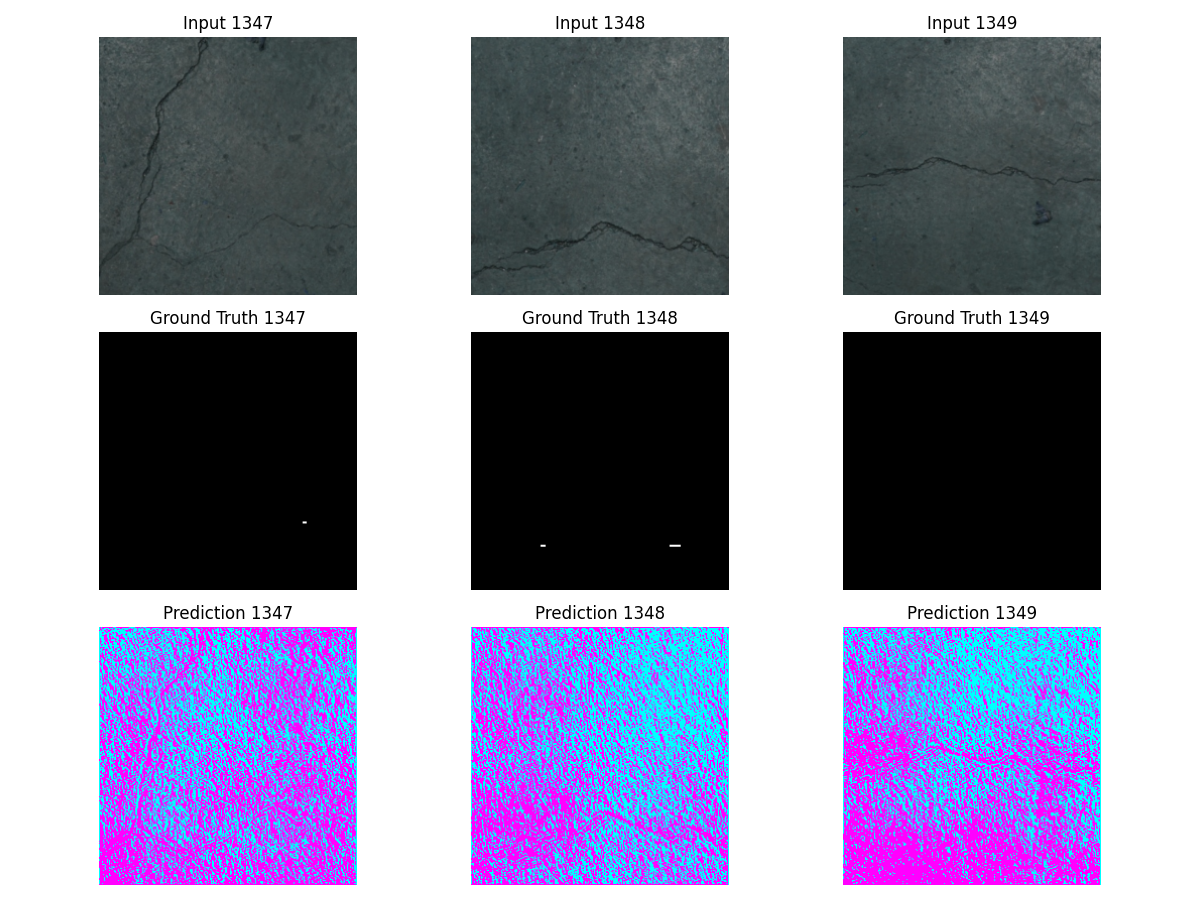 Input 1347
Input 1348
Input 1349
Ground Truth 1347
Ground Truth 1348
Ground Truth 1349
Prediction 1347
Prediction 1348
Prediction 1349